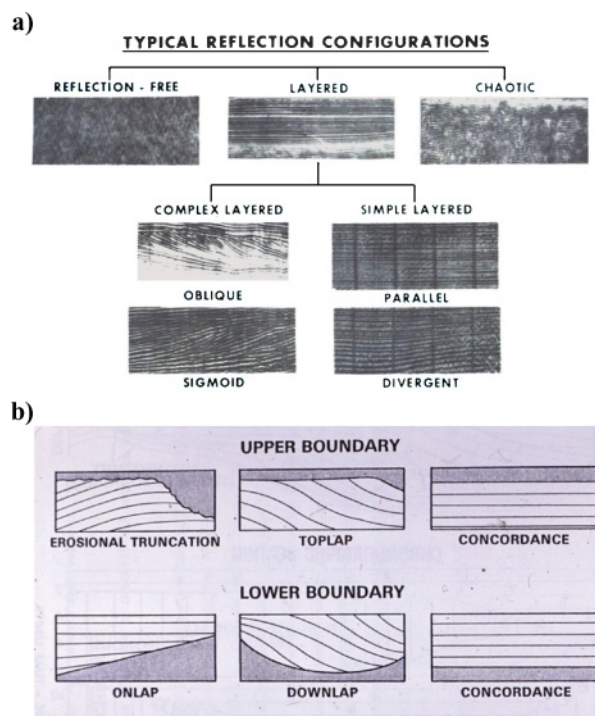 a)
TYPICAL REFLECTION CONFIGURATIONS
REFLECTION - FREE LAYERED CHAOTIC
COMPLEX LAYERED SIMPLE LAYERED
OBLIQUE PARALLEL
SIGMOID DIVERGENT
b)
UPPER BOUNDARY
EROSIONAL TRUNCATION TOPLAP CONCORDANCE
LOWER BOUNDARY
ONLAP DOWNLAP CONCORDANCE